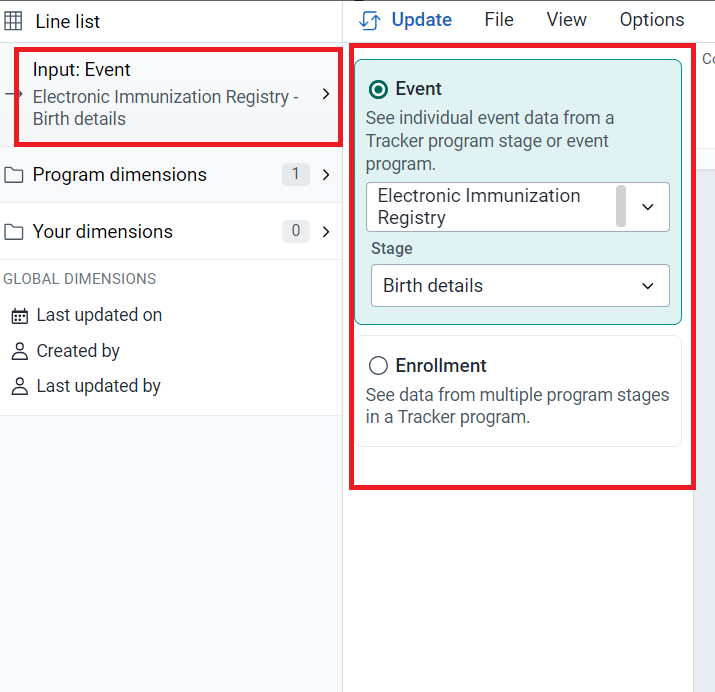 Line list
Input: Event
Electronic Immunization Registry -
Birth details
Program dimensions
1
Your dimensions
0
GLOBAL DIMENSIONS
Last updated on
Created by
Last updated by
Update File View Options
Event
See individual event data from a
Tracker program stage or event
program.
Electronic Immunization
Registry
Stage
Birth details
Enrollment
See data from multiple program stages
in a Tracker program.